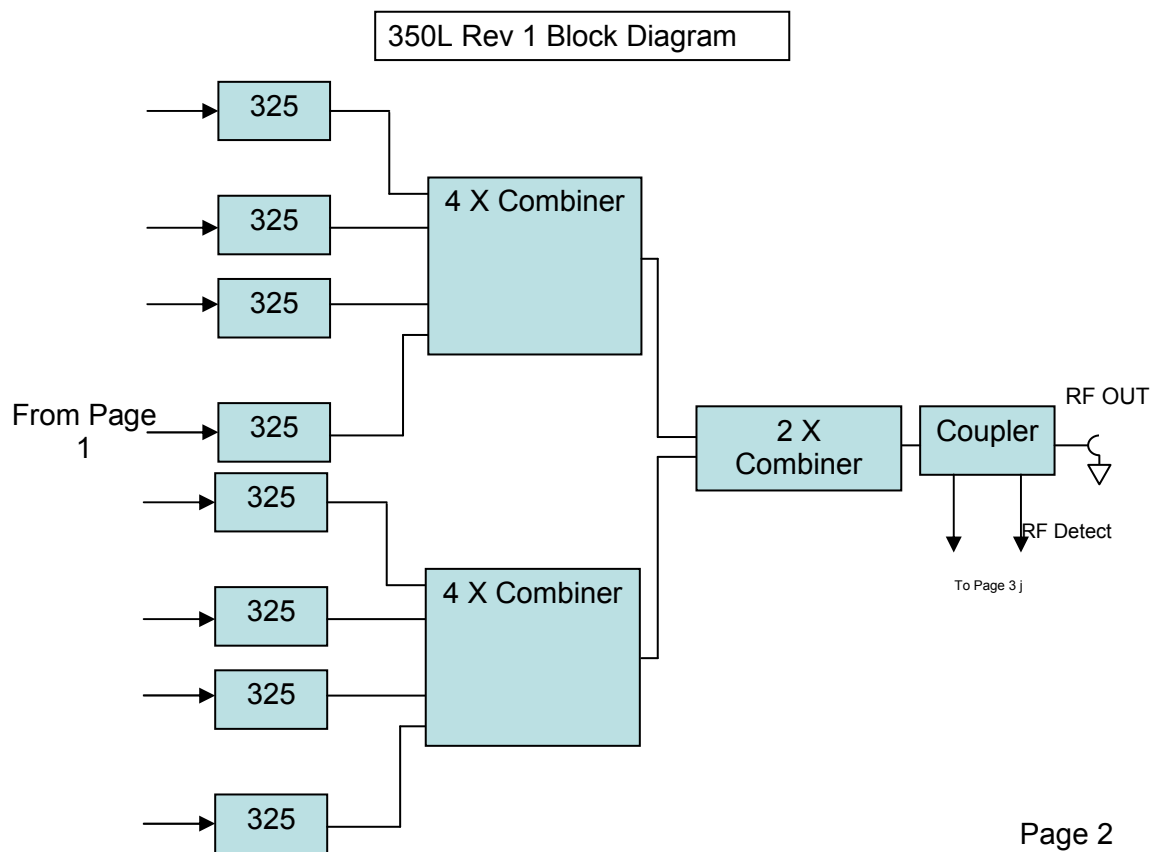 350L Rev 1 Block Diagram
325
4 X Combiner
325
325
From Page
1
325
RF OUT
2 X
Combiner
Coupler
325
RF Detect
To Page 3 j
4 X Combiner
325
325
325
Page 2